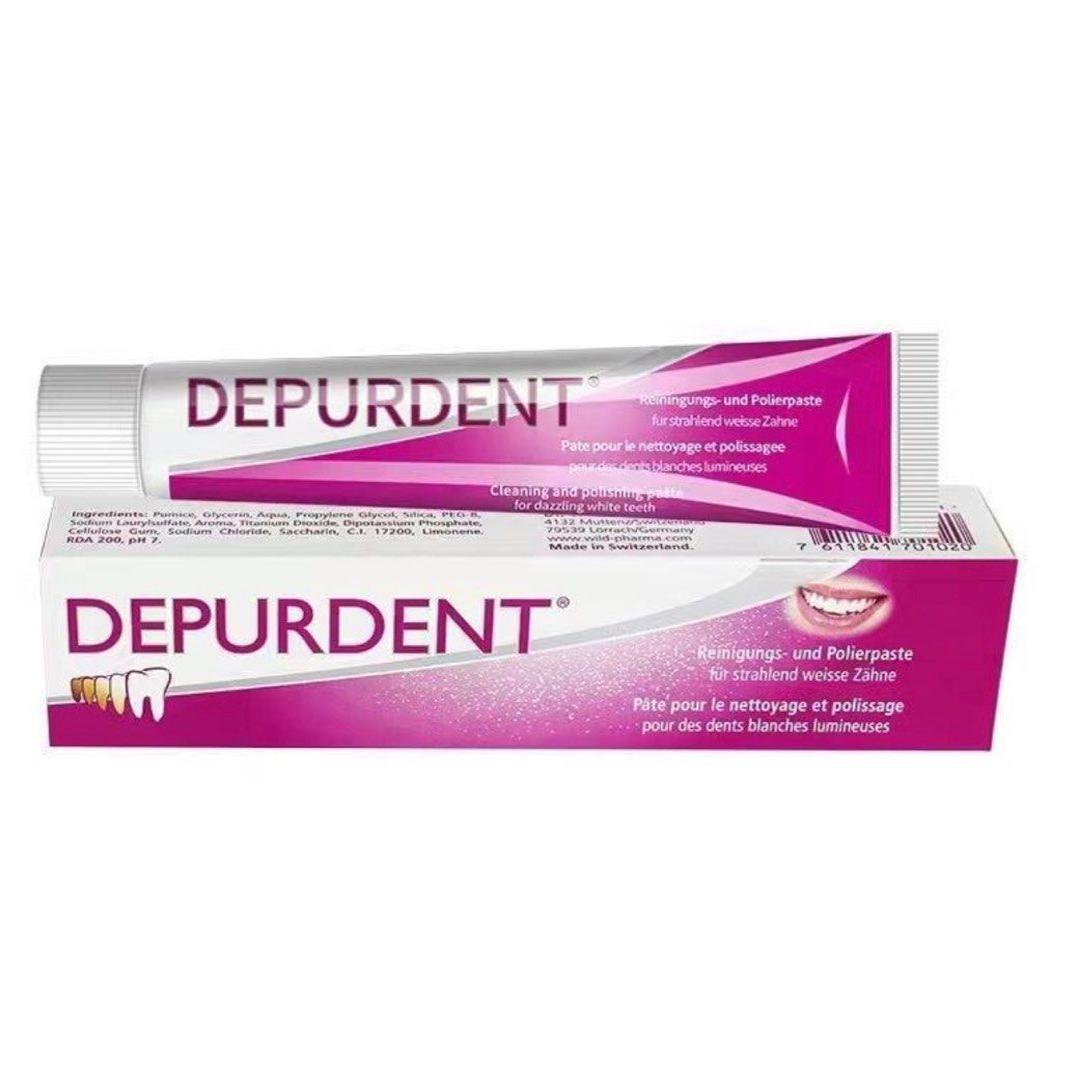 DEPURDENT®
Reiningungs- und Polierpaste
fur strahlend weisse Zahne
Pate pour le nettoyage et polissagee
pour des dents blanches lumineuses
Cleaning and polishing paste
for dazzling white teeth
Ingredients: Pumice, Glycerin, Aqua, Propylene Glycol, Silica, PEG-8,
Sodium Laurylsulfate, Aroma, Titanium Dioxide, Dipotassium Phosphate,
Cellulose Gum, Sodium Chloride, Saccharin, C.I. 17200, Limonene.
RDA 200, pH 7.
4132 Muttenz/Switzerland
79539 Lörrach/Germany
www.wild-pharma.com
Made in Switzerland.
7 611841 701020
DEPURDENT®
Reinigungs- und Polierpaste
für strahlend weisse Zähne
Pâte pour le nettoyage et polissage
pour des dents blanches lumineuses